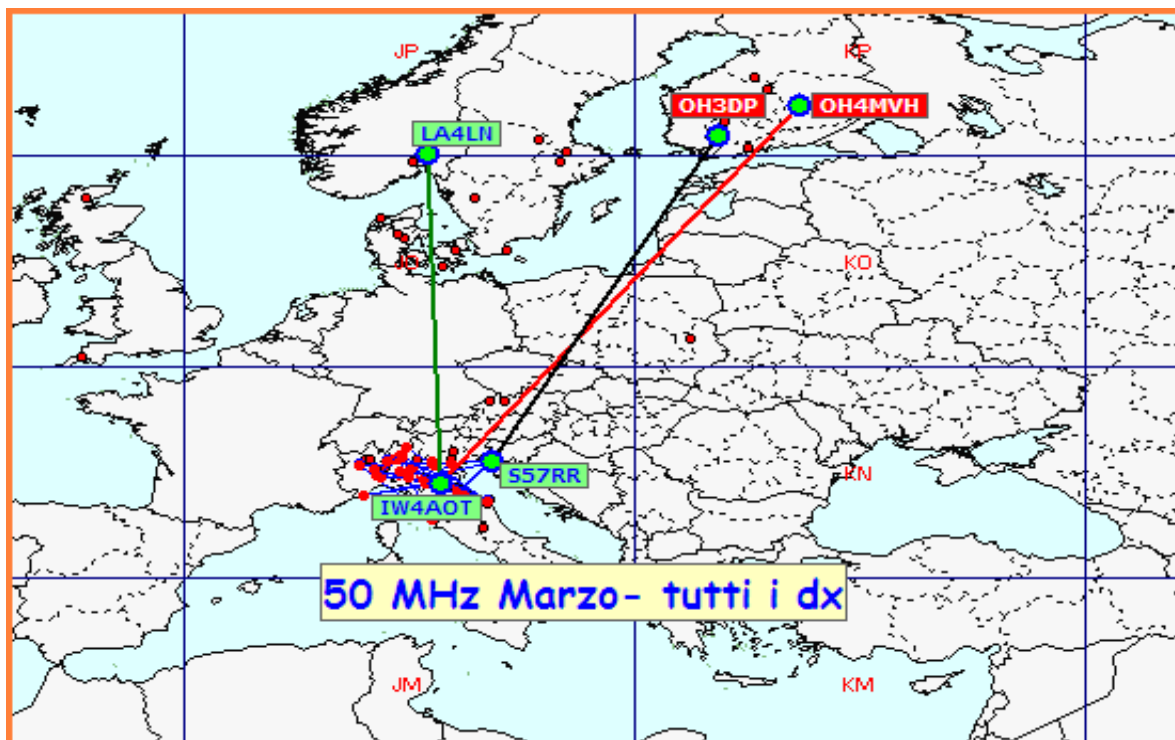 JP
KP
OH3DP
OH4MVH
LA4LN
JO
KO
S57RR
KN
IW4AOT
50 MHz Marzo- tutti i dx
JM
KM